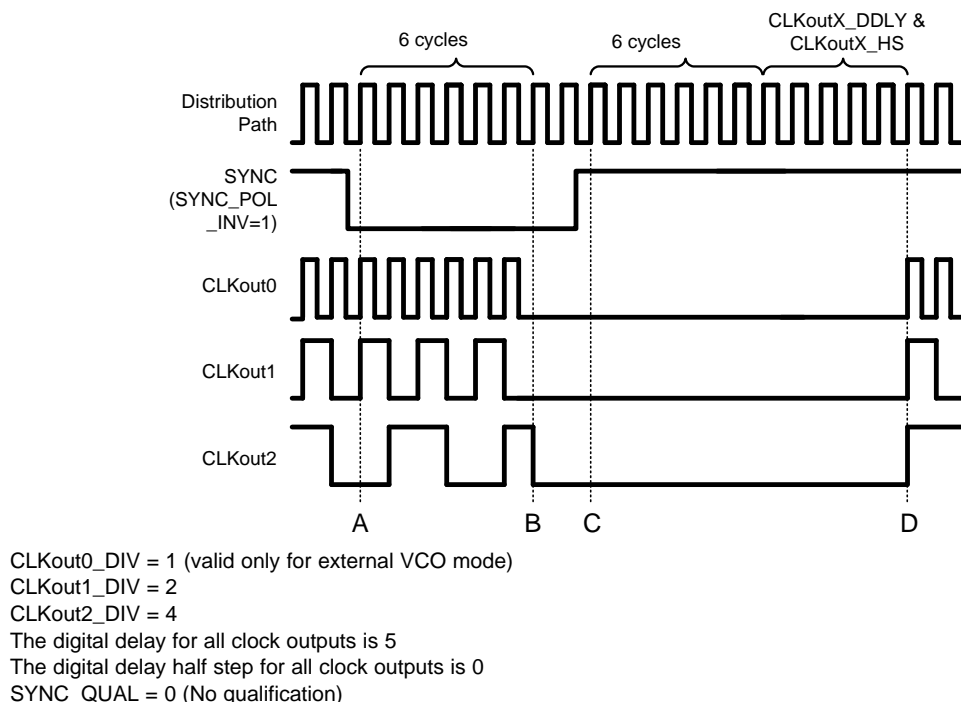 CLKoutX_DDLY &
CLKoutX_HS
6 cycles
6 cycles
Distribution
Path
SYNC
(SYNC_POL
_INV=1)
CLKout0
CLKout1
CLKout2
A
B
C
D
CLKout0_DIV = 1 (valid only for external VCO mode)
CLKout1_DIV = 2
CLKout2_DIV = 4
The digital delay for all clock outputs is 5
The digital delay half step for all clock outputs is 0
SYNC_QUAL = 0 (No qualification)